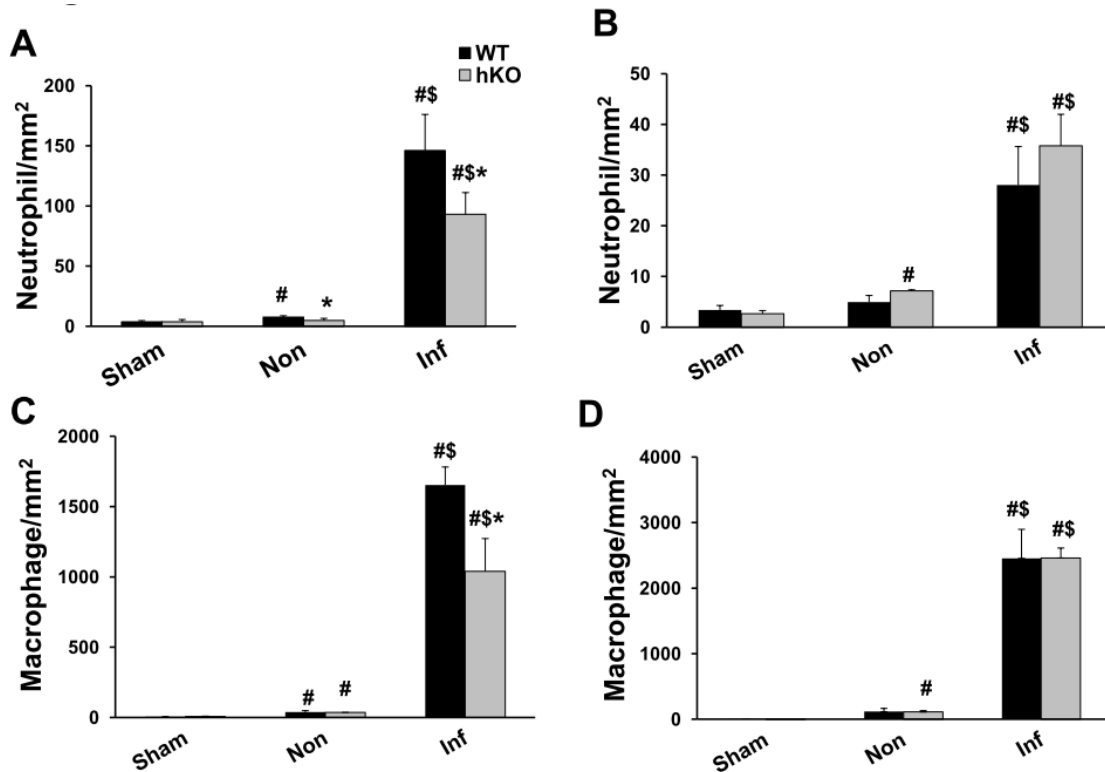 A
WT
hKO
Neutrophil/mm²
200
150
100
50
0
#
*
#$
#$*
Sham
Non
Inf
B
Neutrophil/mm²
50
40
30
20
10
0
#
#$
#$
Sham
Non
Inf
C
Macrophage/mm²
2000
1500
1000
500
0
#
#
#$
#$*
Sham
Non
Inf
D
Macrophage/mm²
4000
3000
2000
1000
0
#
#$
#$
Sham
Non
Inf